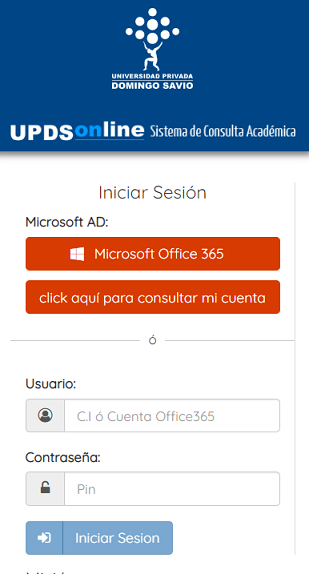 UNIVERSIDAD PRIVADA
DOMINGO SAVIO
UPDSonline Sistema de Consulta Académica
Iniciar Sesión
Microsoft AD:
Microsoft Office 365
click aquí para consultar mi cuenta
ó
Usuario:
C.I ó Cuenta Office365
Contraseña:
Pin
Iniciar Sesion